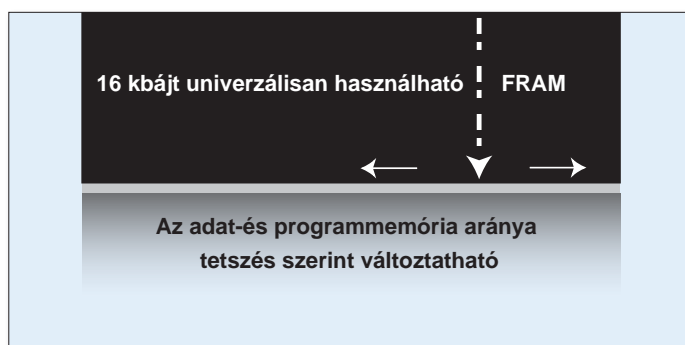 16 kbájt univerzálisan használható FRAM
Az adat-és programmemória aránya
tetszés szerint változtatható